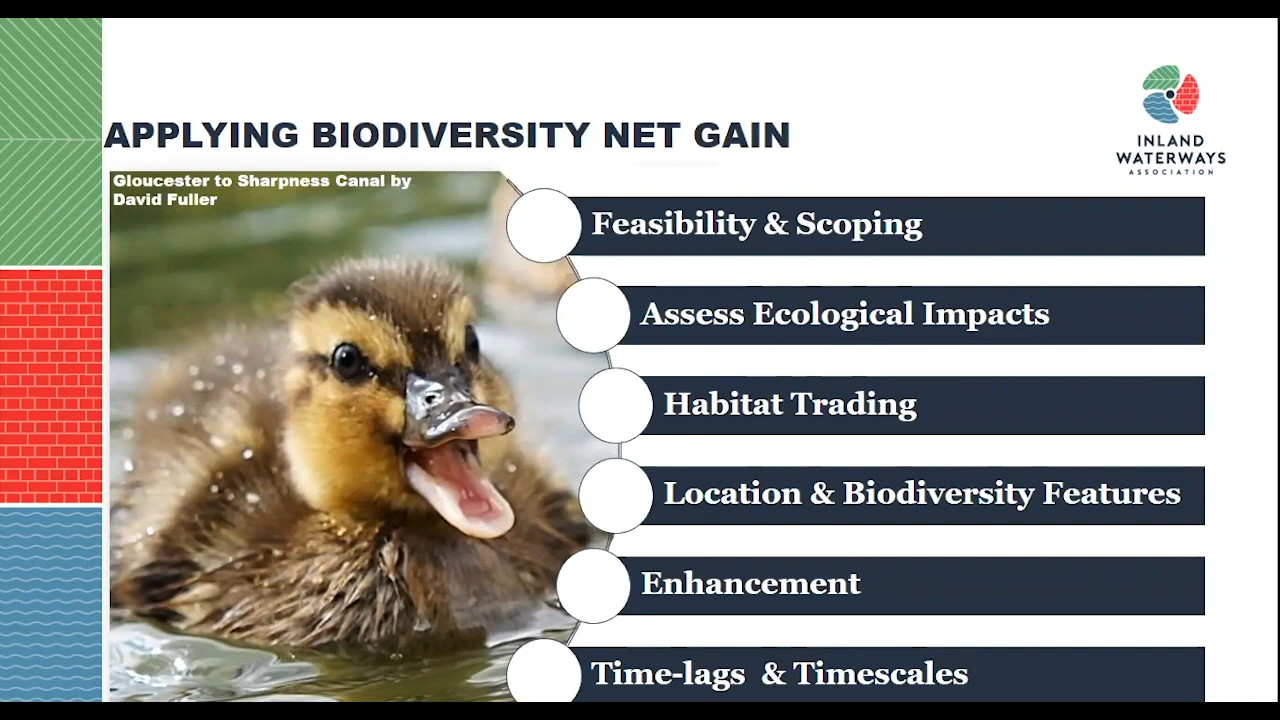 APPLYING BIODIVERSITY NET GAIN
INLAND
WATERWAYS
ASSOCIATION
Gloucester to Sharpness Canal by
David Fuller
Feasibility & Scoping
Assess Ecological Impacts
Habitat Trading
Location & Biodiversity Features
Enhancement
Time-lags & Timescales